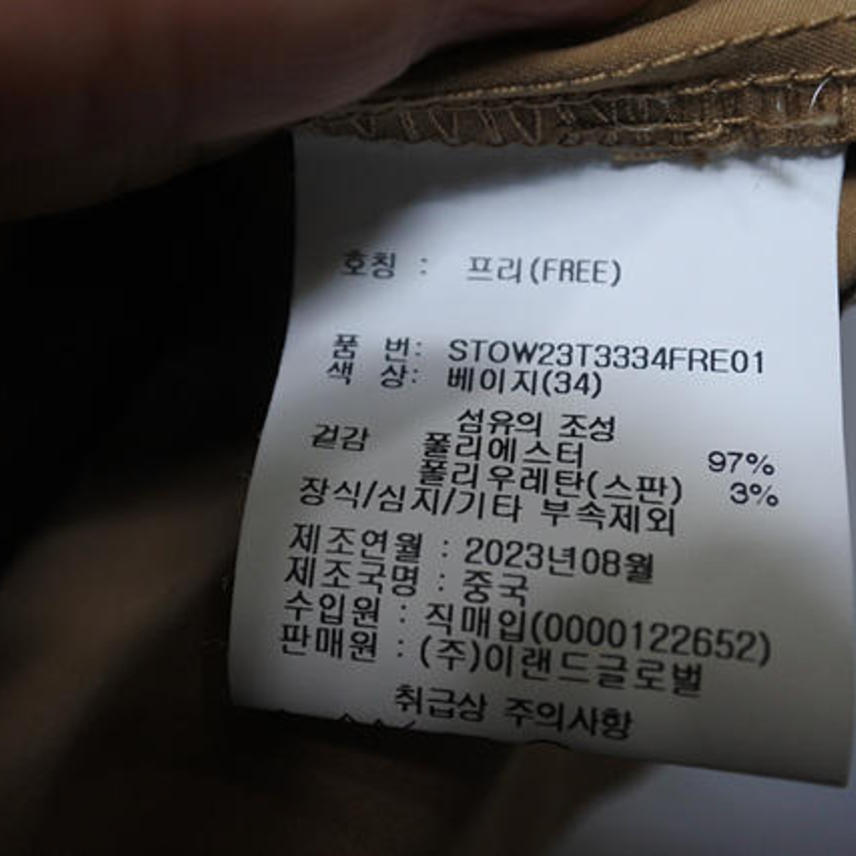 호칭 : 프리(FREE)
품 번: STOW23T3334FRE01
색 상: 베이지(34)
섬유의 조성
겉감 폴리에스터 97%
폴리우레탄(스판) 3%
장식/심지/기타 부속제외
제조연월 : 2023년08월
제조국명 : 중국
수입원 : 직매입(0000122652)
판매원 : (주)이랜드글로벌
취급상 주의사항